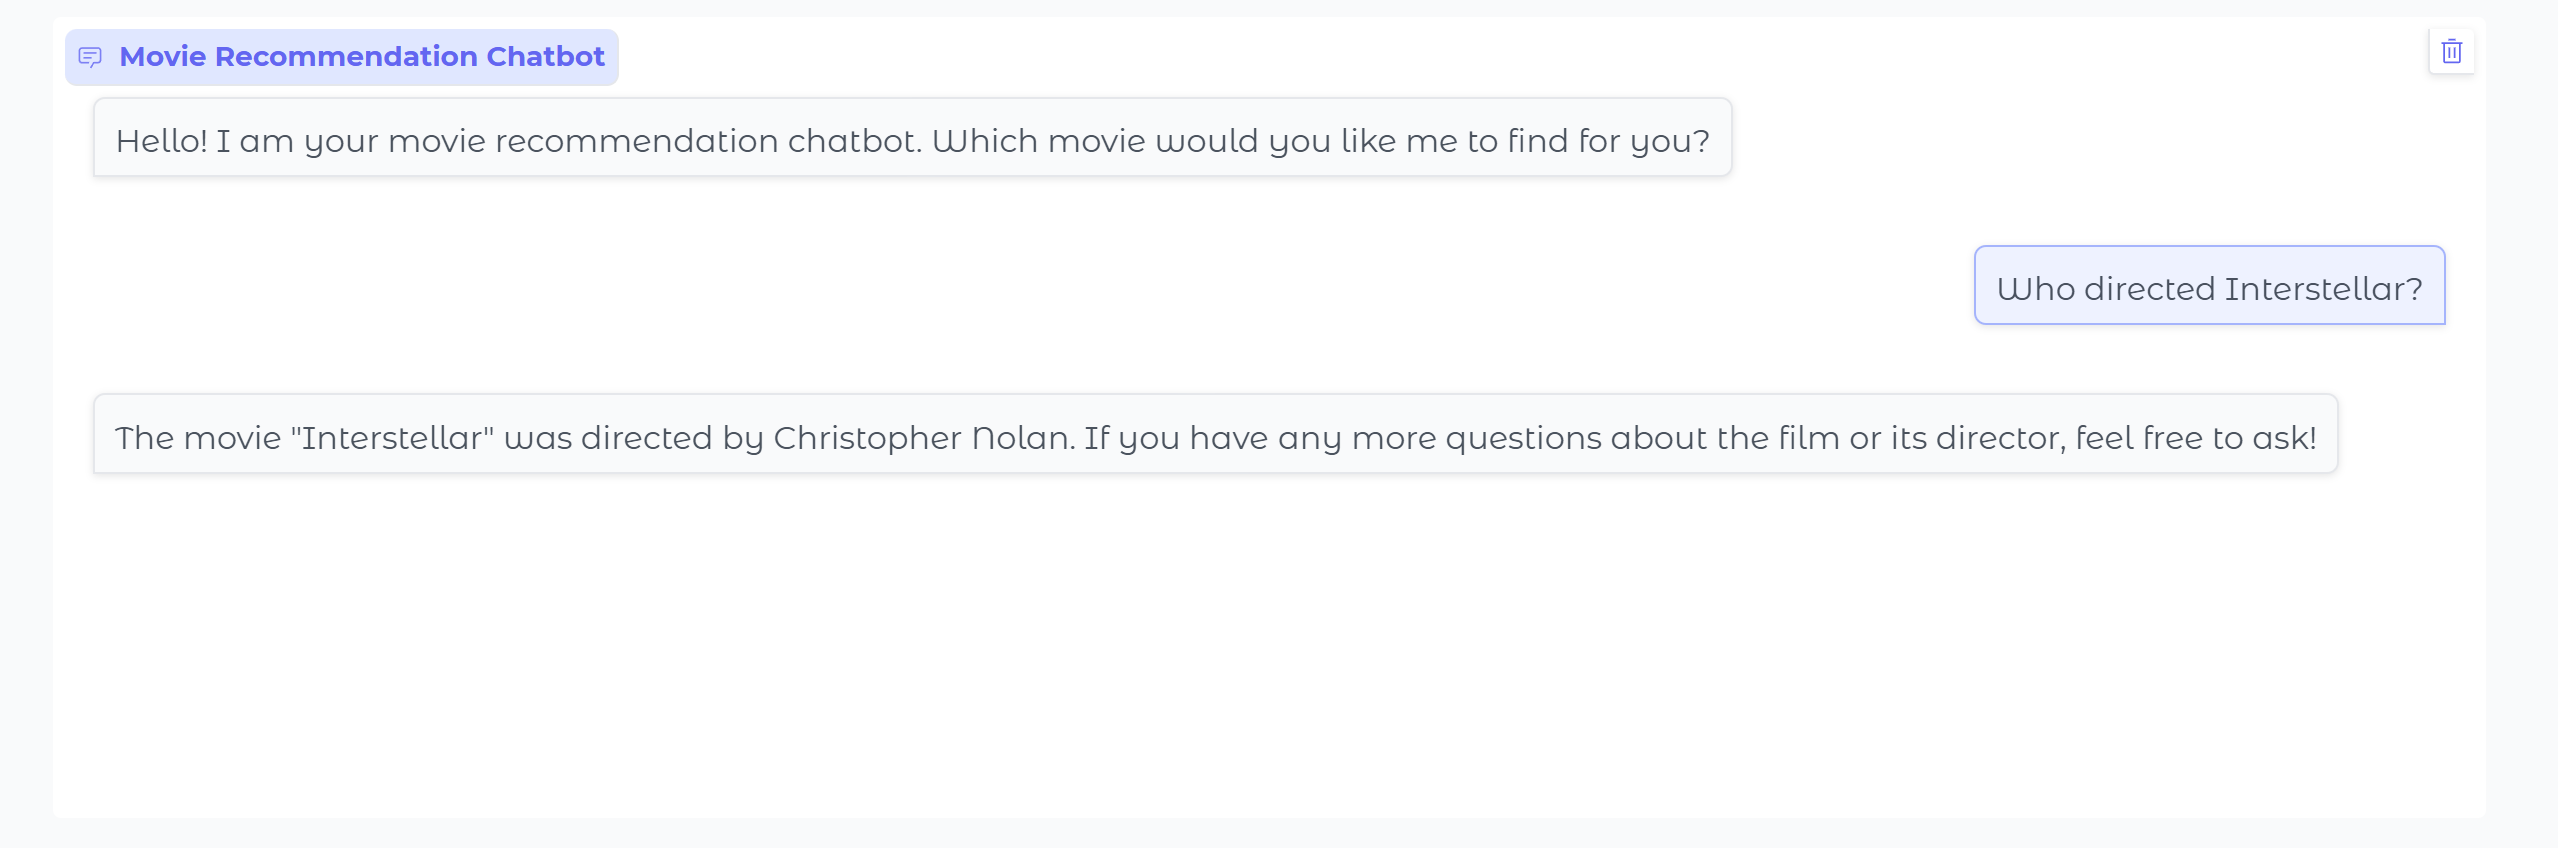 Movie Recommendation Chatbot
Hello! I am your movie recommendation chatbot. Which movie would you like me to find for you?
Who directed Interstellar?
The movie "Interstellar" was directed by Christopher Nolan. If you have any more questions about the film or its director, feel free to ask!